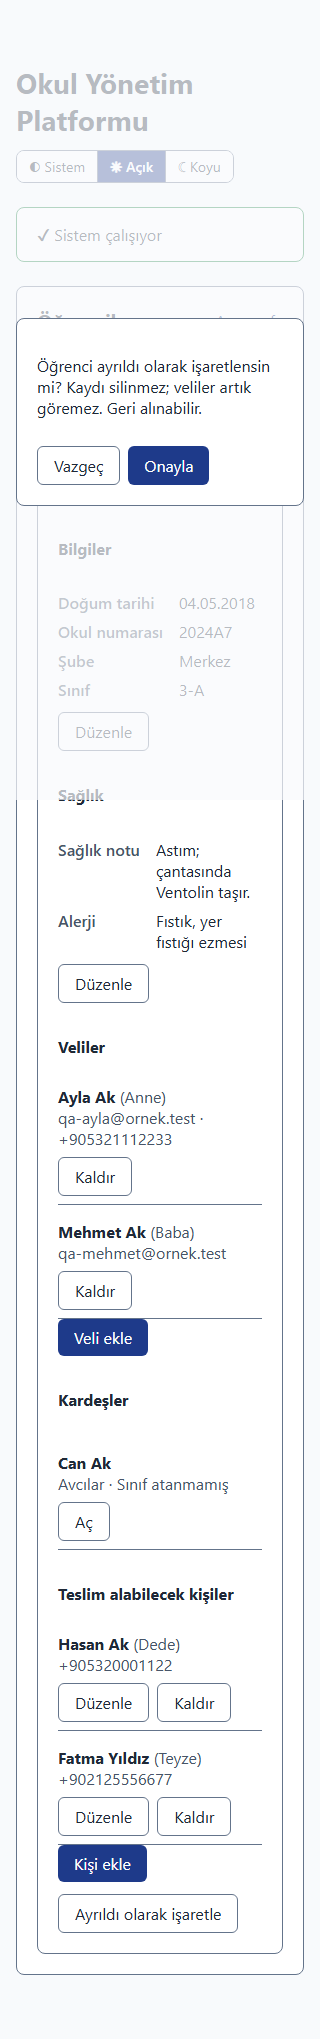 Okul Yönetim
Platformu
Sistem
Açık
Koyu
✓ Sistem çalışıyor
Öğrenci ayrıldı olarak işaretlensin
mi? Kaydı silinmez; veliler artık
göremez. Geri alınabilir.
Vazgeç
Onayla
Bilgiler
Doğum tarihi 04.05.2018
Okul numarası 2024A7
Şube Merkez
Sınıf 3-A
Düzenle
Sağlık
Sağlık notu Astım;
çantasında
Ventolin taşır.
Alerji Fıstık, yer
fıstığı ezmesi
Düzenle
Veliler
Ayla Ak (Anne)
qa-ayla@ornek.test ·
+905321112233
Kaldır
Mehmet Ak (Baba)
qa-mehmet@ornek.test
Kaldır
Veli ekle
Kardeşler
Can Ak
Avcılar · Sınıf atanmamış
Aç
Teslim alabilecek kişiler
Hasan Ak (Dede)
+905320001122
Düzenle Kaldır
Fatma Yıldız (Teyze)
+902125556677
Düzenle Kaldır
Kişi ekle
Ayrıldı olarak işaretle